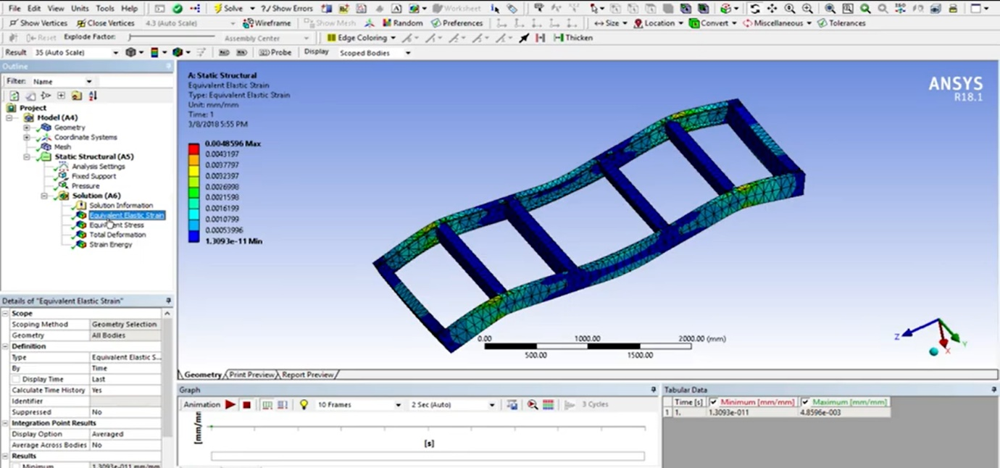 File Edit View Units Tools Help Solve ?/ Show Errors Worksheet
Show Vertices Close Vertices 4.3 (Auto Scale) Wireframe Show Mesh Random Preferences Size Location Convert Miscellaneous Tolerances
Reset Explode Factor: Assembly Center Edge Coloring Thicken
Result 35 (Auto Scale) Probe Display Scoped Bodies
Outline
Filter: Name
Project
Model (A4)
Geometry
Coordinate Systems
Mesh
Static Structural (A5)
Analysis Settings
Fixed Support
Pressure
Solution (A6)
Solution Information
Equivalent Elastic Strain
Equivalent Stress
Total Deformation
Strain Energy
Details of "Equivalent Elastic Strain"
Scope
Scoping Method Geometry Selection
Geometry All Bodies
Definition
Type Equivalent Elastic S...
By Time
Display Time Last
Calculate Time History Yes
Identifier
Suppressed No
Integration Point Results
Display Option Averaged
Average Across Bodies No
Results
Minimum 1.3093e-011 mm/mm
A: Static Structural
Equivalent Elastic Strain
Type: Equivalent Elastic Strain
Unit: mm/mm
Time: 1
3/8/2018 5:55 PM
0.0048596 Max
0.0043197
0.0037797
0.0032397
0.0026998
0.0021598
0.0016199
0.0010799
0.00053996
1.3093e-11 Min
ANSYS
R18.1
0.00 1000.00 2000.00 (mm)
500.00 1500.00
Z X Y
Geometry Print Preview Report Preview
Graph
Animation 10 Frames 2 Sec (Auto) 3 Cycles
[mm/mm
[s]
Tabular Data
Time [s] Minimum [mm/mm] Maximum [mm/mm]
1 1. 1.3093e-011 4.8596e-003